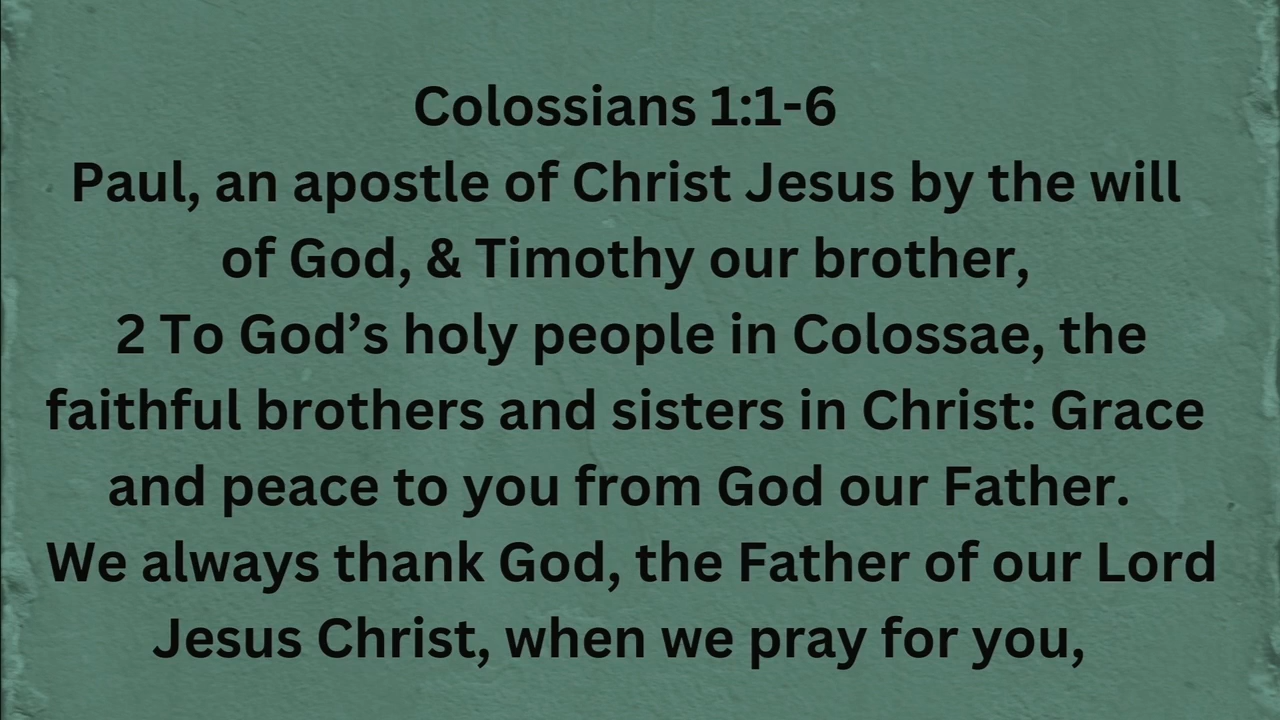 Colossians 1:1-6
Paul, an apostle of Christ Jesus by the will
of God, & Timothy our brother,
2 To God’s holy people in Colossae, the
faithful brothers and sisters in Christ: Grace
and peace to you from God our Father.
We always thank God, the Father of our Lord
Jesus Christ, when we pray for you,